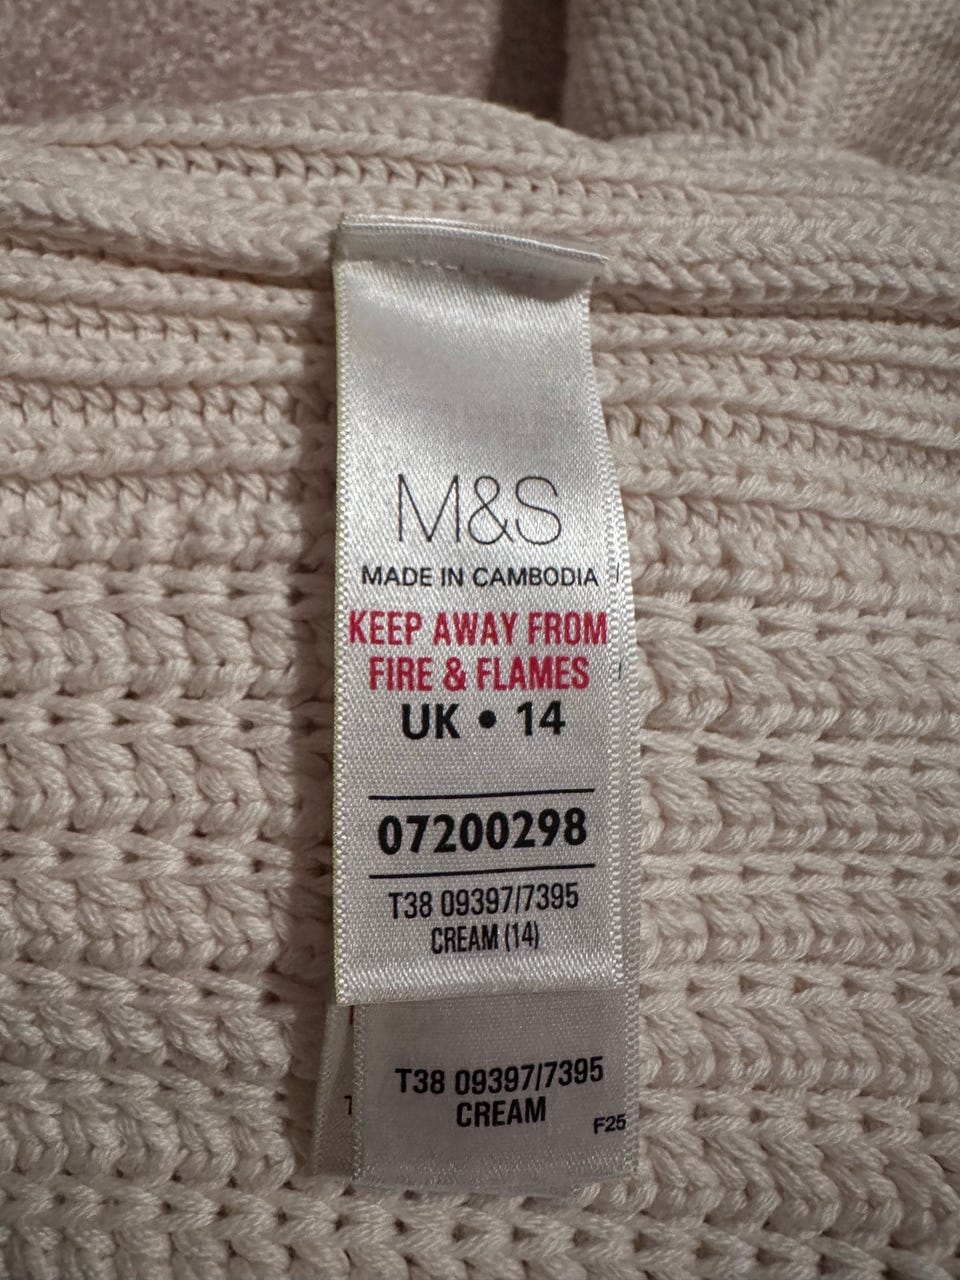 M&S
MADE IN CAMBODIA
KEEP AWAY FROM
FIRE & FLAMES
UK • 14
07200298
T38 09397/7395
CREAM (14)
T38 09397/7395
CREAM
F25